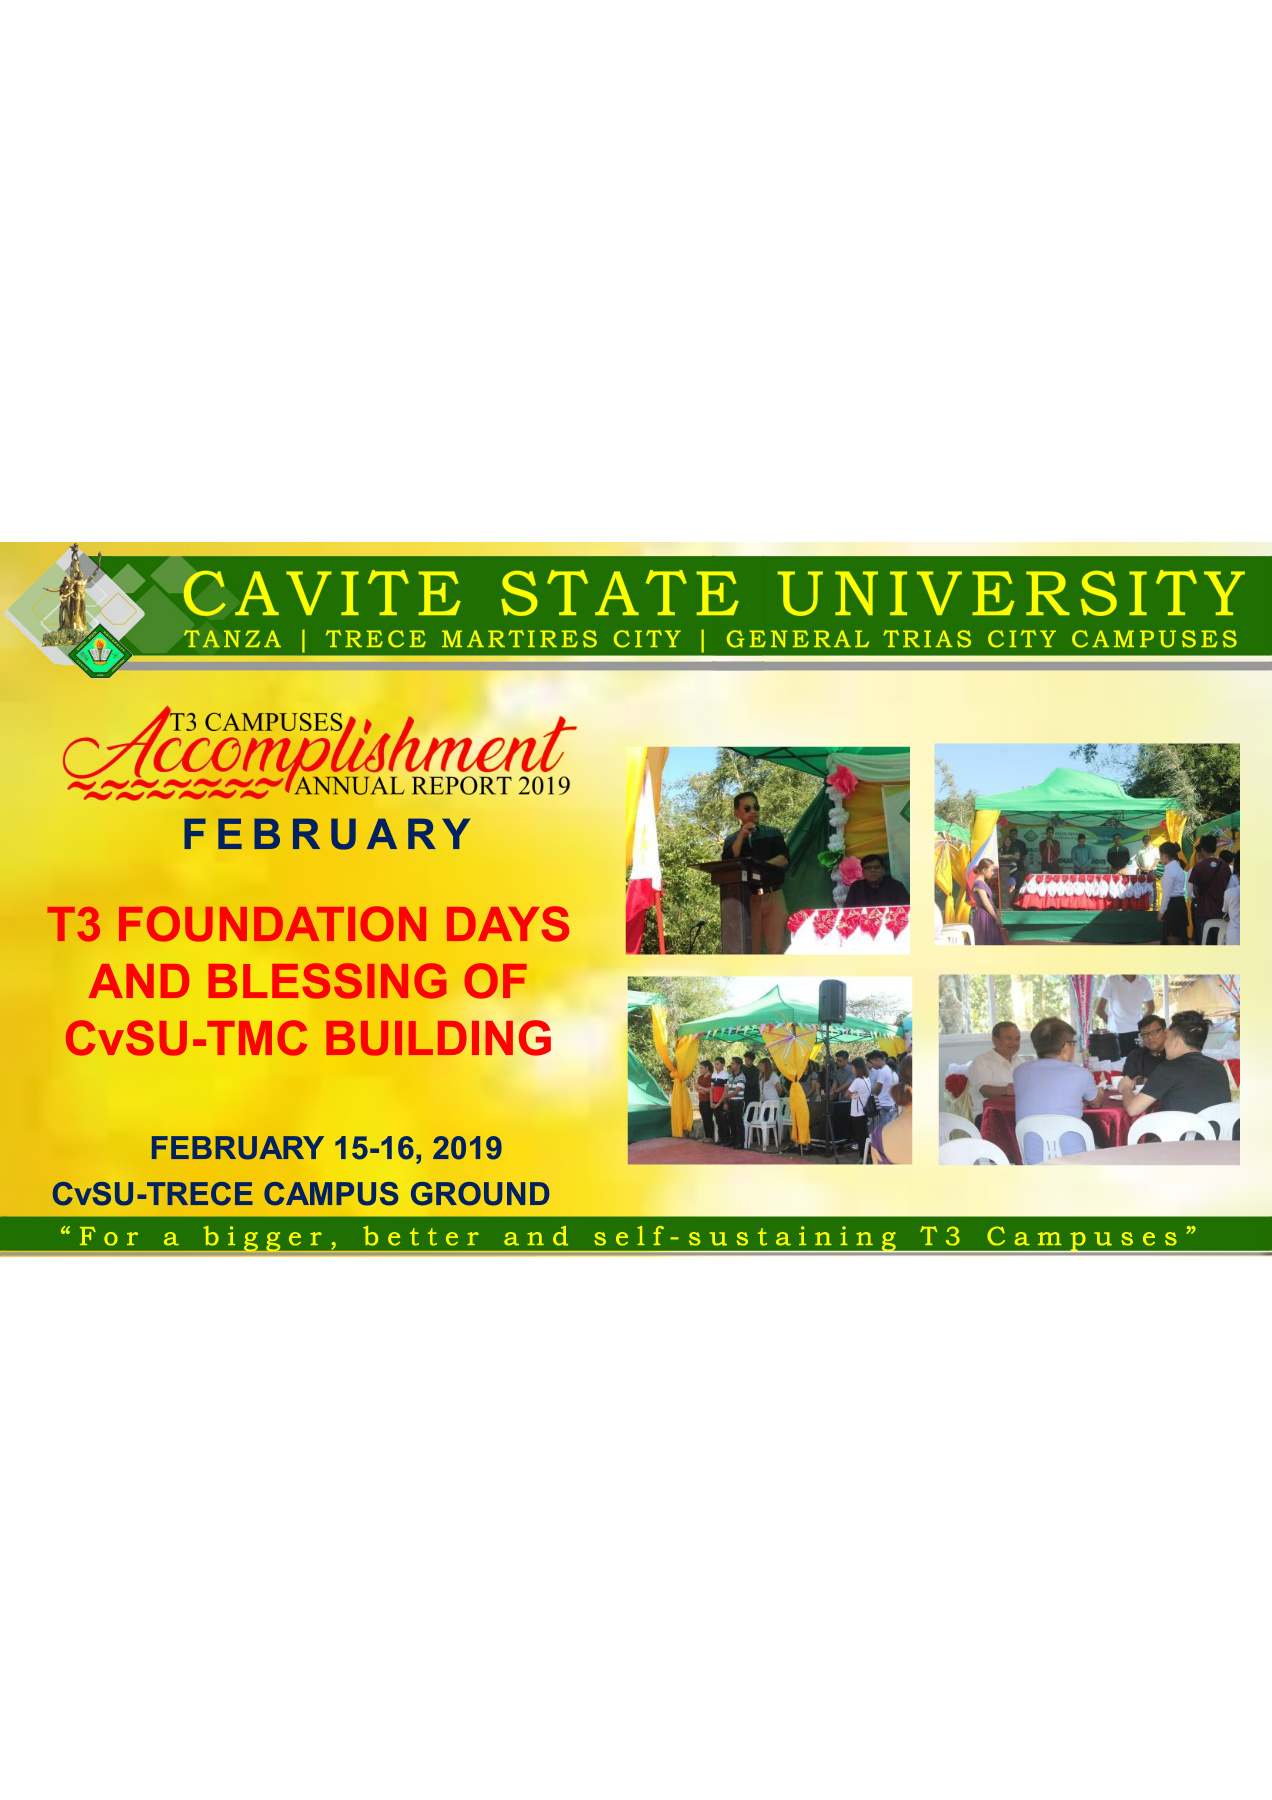 CAVITE STATE UNIVERSITY
TANZA | TRECE MARTIRES CITY | GENERAL TRIAS CITY CAMPUSES
T3 CAMPUSES
Accomplishment
ANNUAL REPORT 2019
FEBRUARY
T3 FOUNDATION DAYS
AND BLESSING OF
CvSU-TMC BUILDING
FEBRUARY 15-16, 2019
CvSU-TRECE CAMPUS GROUND
“For a bigger, better and self-sustaining T3 Campuses”